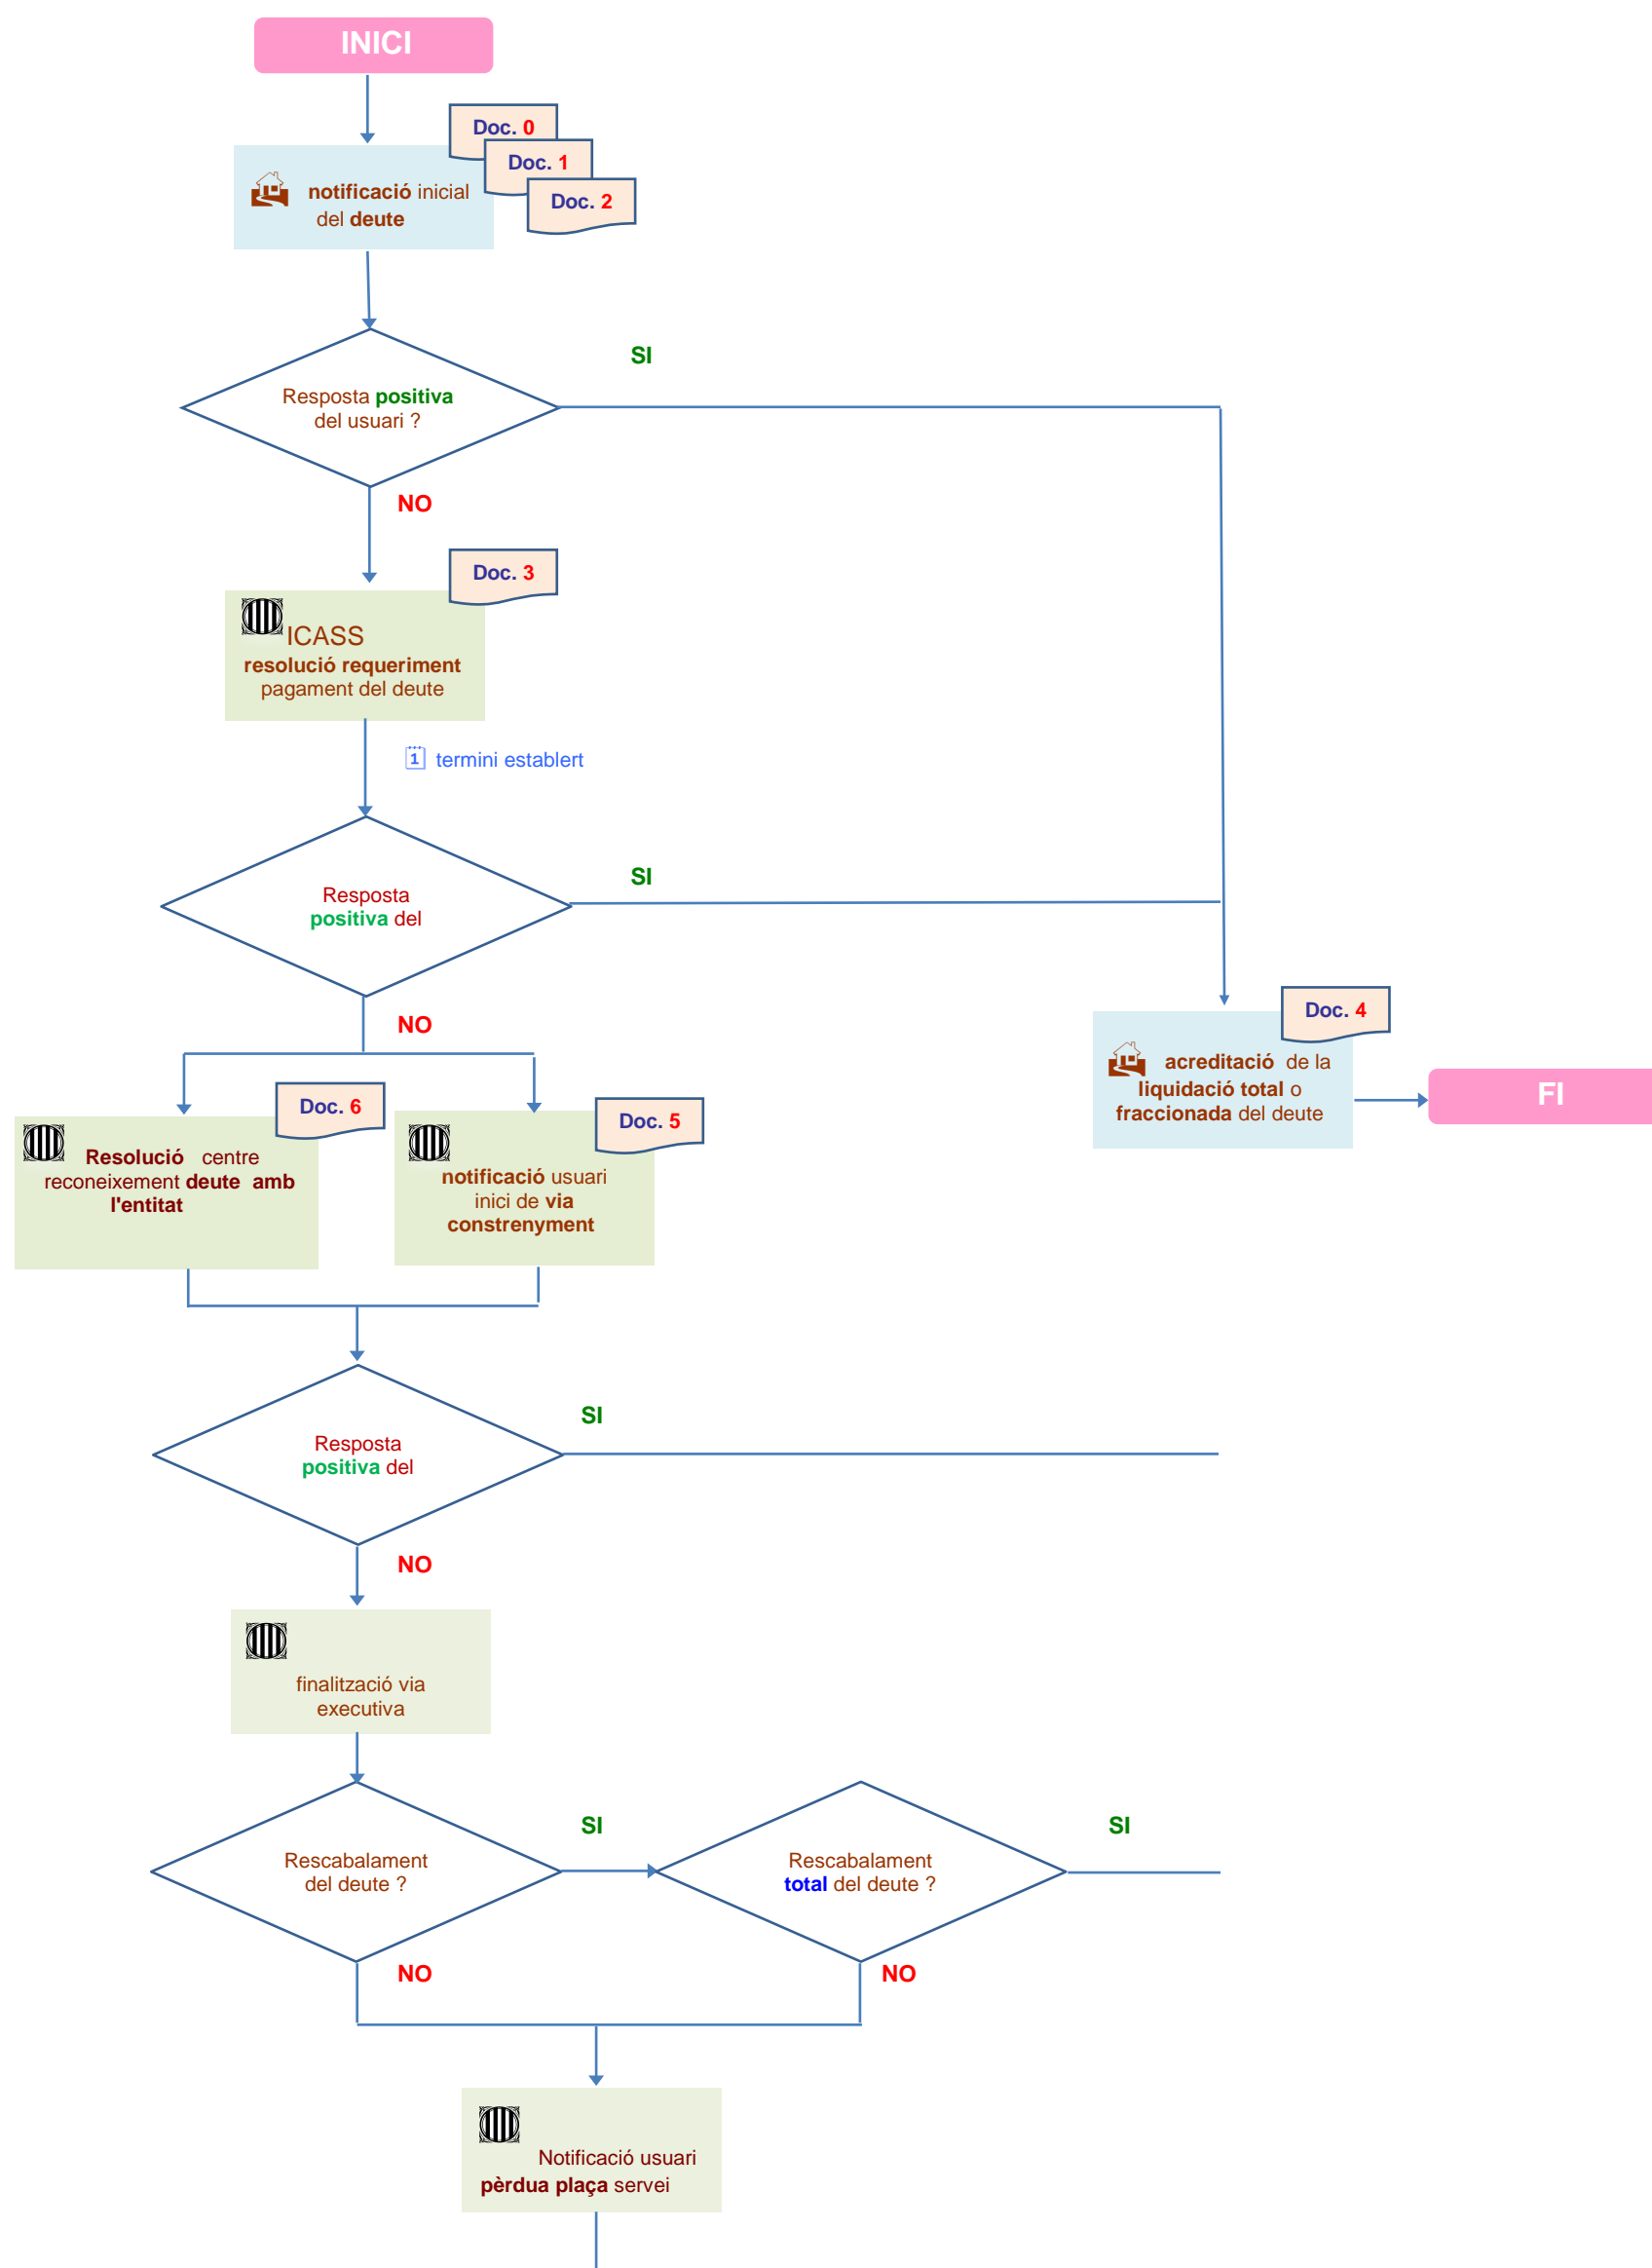 INICI
Doc. 0
Doc. 1
Doc. 2
notificació inicial
del deute
SI
Resposta positiva
del usuari ?
NO
Doc. 3
ICASS
resolució requeriment
pagament del deute
1 termini establert
SI
Resposta
positiva del
NO
Doc. 4
acreditació de la
liquidació total o
fraccionada del deute
FI
Doc. 6
Resolució centre
reconeixement deute amb
l'entitat
Doc. 5
notificació usuari
inici de via
constrenyment
SI
Resposta
positiva del
NO
finalització via
executiva
SI
Rescabalament
del deute ?
SI
Rescabalament
total del deute ?
NO
NO
Notificació usuari
pèrdua plaça servei